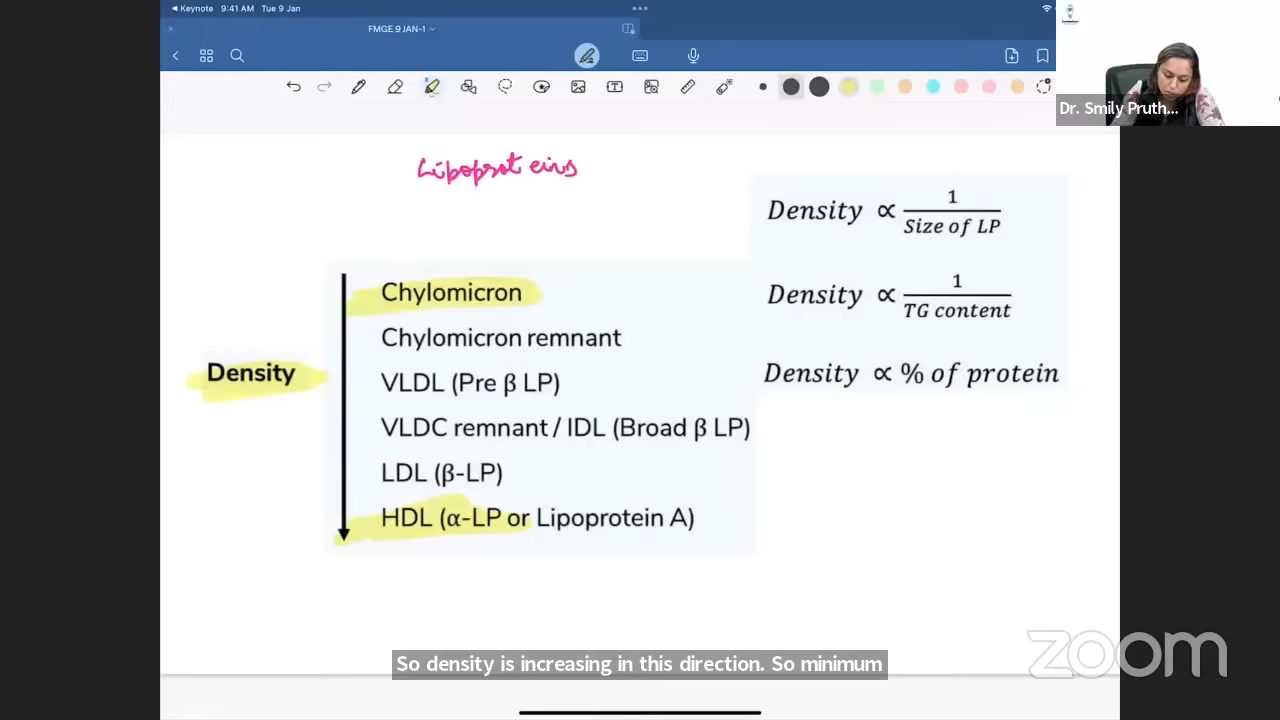 Keynote 9:41 AM Tue 9 Jan
FMGE 9 JAN-1
Dr. Smily Pruth...
Lipoproteins
Density ∝ 1 / Size of LP
Density ∝ 1 / TG content
Density ∝ % of protein
Density
Chylomicron
Chylomicron remnant
VLDL (Pre β LP)
VLDC remnant / IDL (Broad β LP)
LDL (β-LP)
HDL (α-LP or Lipoprotein A)
So density is increasing in this direction. So minimum
zoom